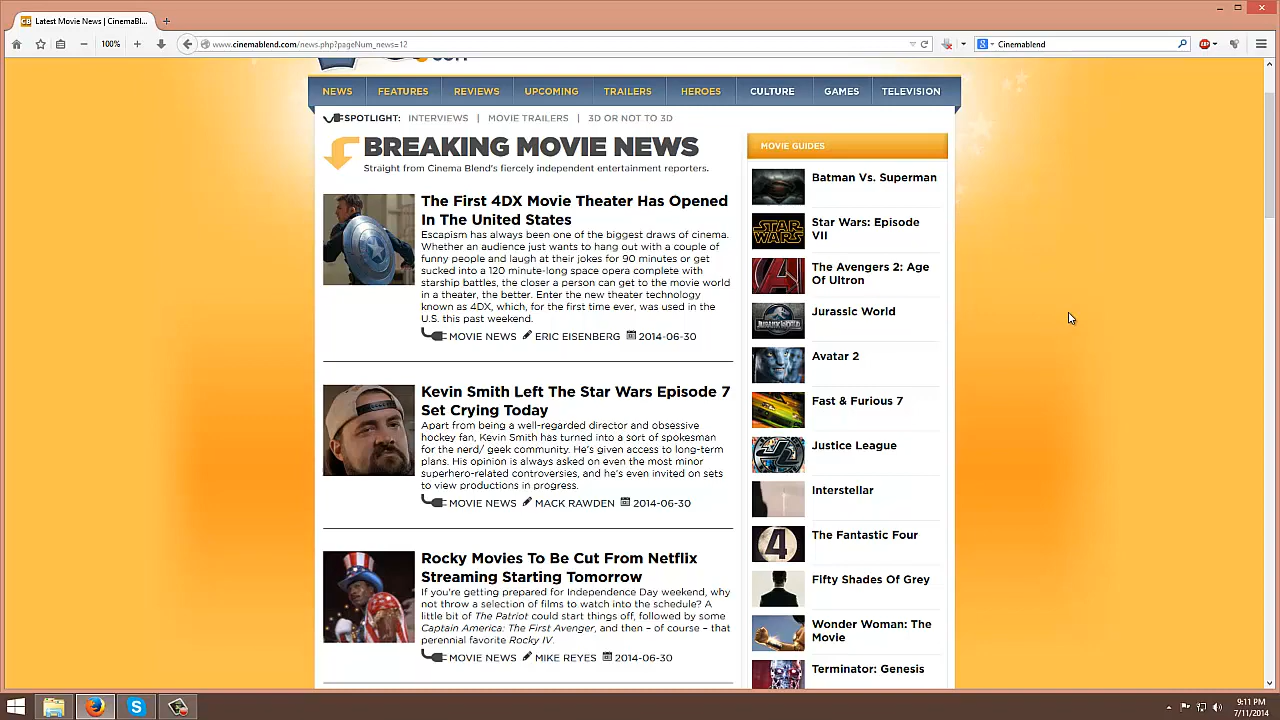 Latest Movie News | CinemaBl...
100%
www.cinemablend.com/news.php?pageNum_news=12
Cinemablend
NEWS FEATURES REVIEWS UPCOMING TRAILERS HEROES CULTURE GAMES TELEVISION
SPOTLIGHT: INTERVIEWS | MOVIE TRAILERS | 3D OR NOT TO 3D
BREAKING MOVIE NEWS
Straight from Cinema Blend's fiercely independent entertainment reporters.
The First 4DX Movie Theater Has Opened
In The United States
Escapism has always been one of the biggest draws of cinema.
Whether an audience just wants to hang out with a couple of
funny people and laugh at their jokes for 90 minutes or get
sucked into a 120 minute-long space opera complete with
starship battles, the closer a person can get to the movie world
in a theater, the better. Enter the new theater technology
known as 4DX, which, for the first time ever, was used in the
U.S. this past weekend.
MOVIE NEWS ERIC EISENBERG 2014-06-30
Kevin Smith Left The Star Wars Episode 7
Set Crying Today
Apart from being a well-regarded director and obsessive
hockey fan, Kevin Smith has turned into a sort of spokesman
for the nerd/ geek community. He's given access to long-term
plans. His opinion is always asked on even the most minor
superhero-related controversies, and he's even invited on sets
to view productions in progress.
MOVIE NEWS MACK RAWDEN 2014-06-30
Rocky Movies To Be Cut From Netflix
Streaming Starting Tomorrow
If you're getting prepared for Independence Day weekend, why
not throw a selection of films to watch into the schedule? A
little bit of The Patriot could start things off, followed by some
Captain America: The First Avenger, and then – of course – that
perennial favorite Rocky IV.
MOVIE NEWS MIKE REYES 2014-06-30
MOVIE GUIDES
Batman Vs. Superman
STAR WARS
Star Wars: Episode
VII
The Avengers 2: Age
Of Ultron
JURASSIC WORLD
Jurassic World
Avatar 2
Fast & Furious 7
Justice League
Interstellar
4
The Fantastic Four
Fifty Shades Of Grey
Wonder Woman: The
Movie
Terminator: Genesis
9:11 PM
7/11/2014